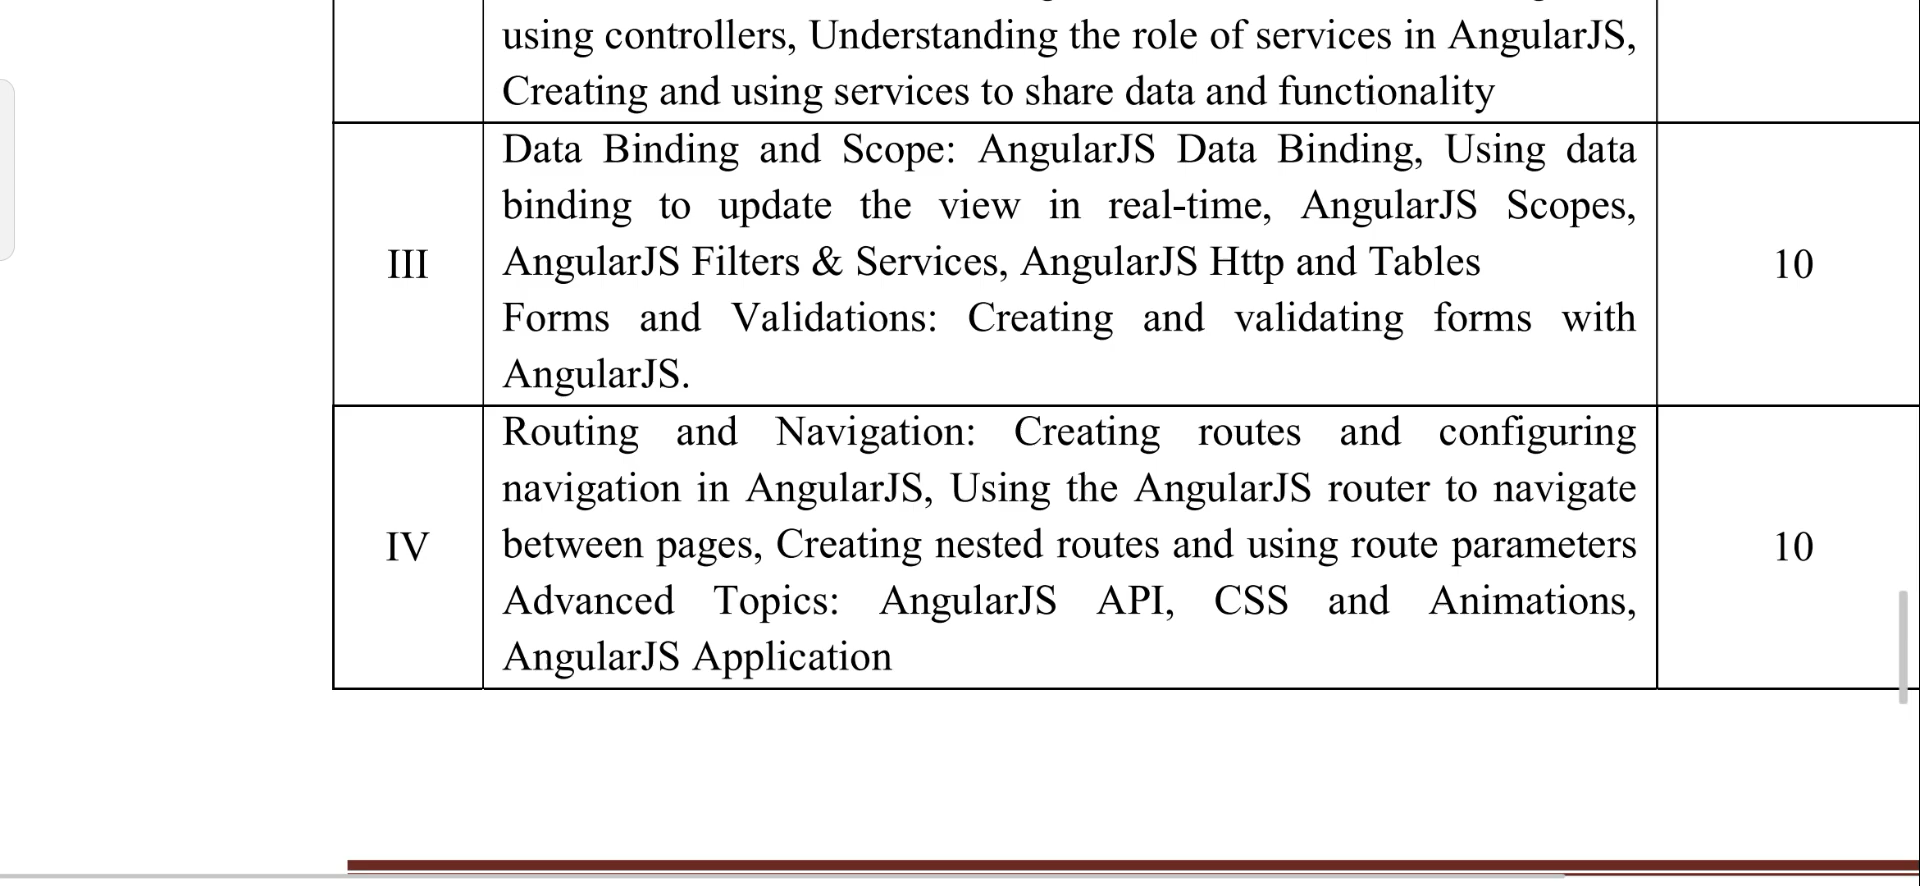 using controllers, Understanding the role of services in AngularJS,
Creating and using services to share data and functionality
III
Data Binding and Scope: AngularJS Data Binding, Using data
binding to update the view in real-time, AngularJS Scopes,
AngularJS Filters & Services, AngularJS Http and Tables
Forms and Validations: Creating and validating forms with
AngularJS.
10
IV
Routing and Navigation: Creating routes and configuring
navigation in AngularJS, Using the AngularJS router to navigate
between pages, Creating nested routes and using route parameters
Advanced Topics: AngularJS API, CSS and Animations,
AngularJS Application
10